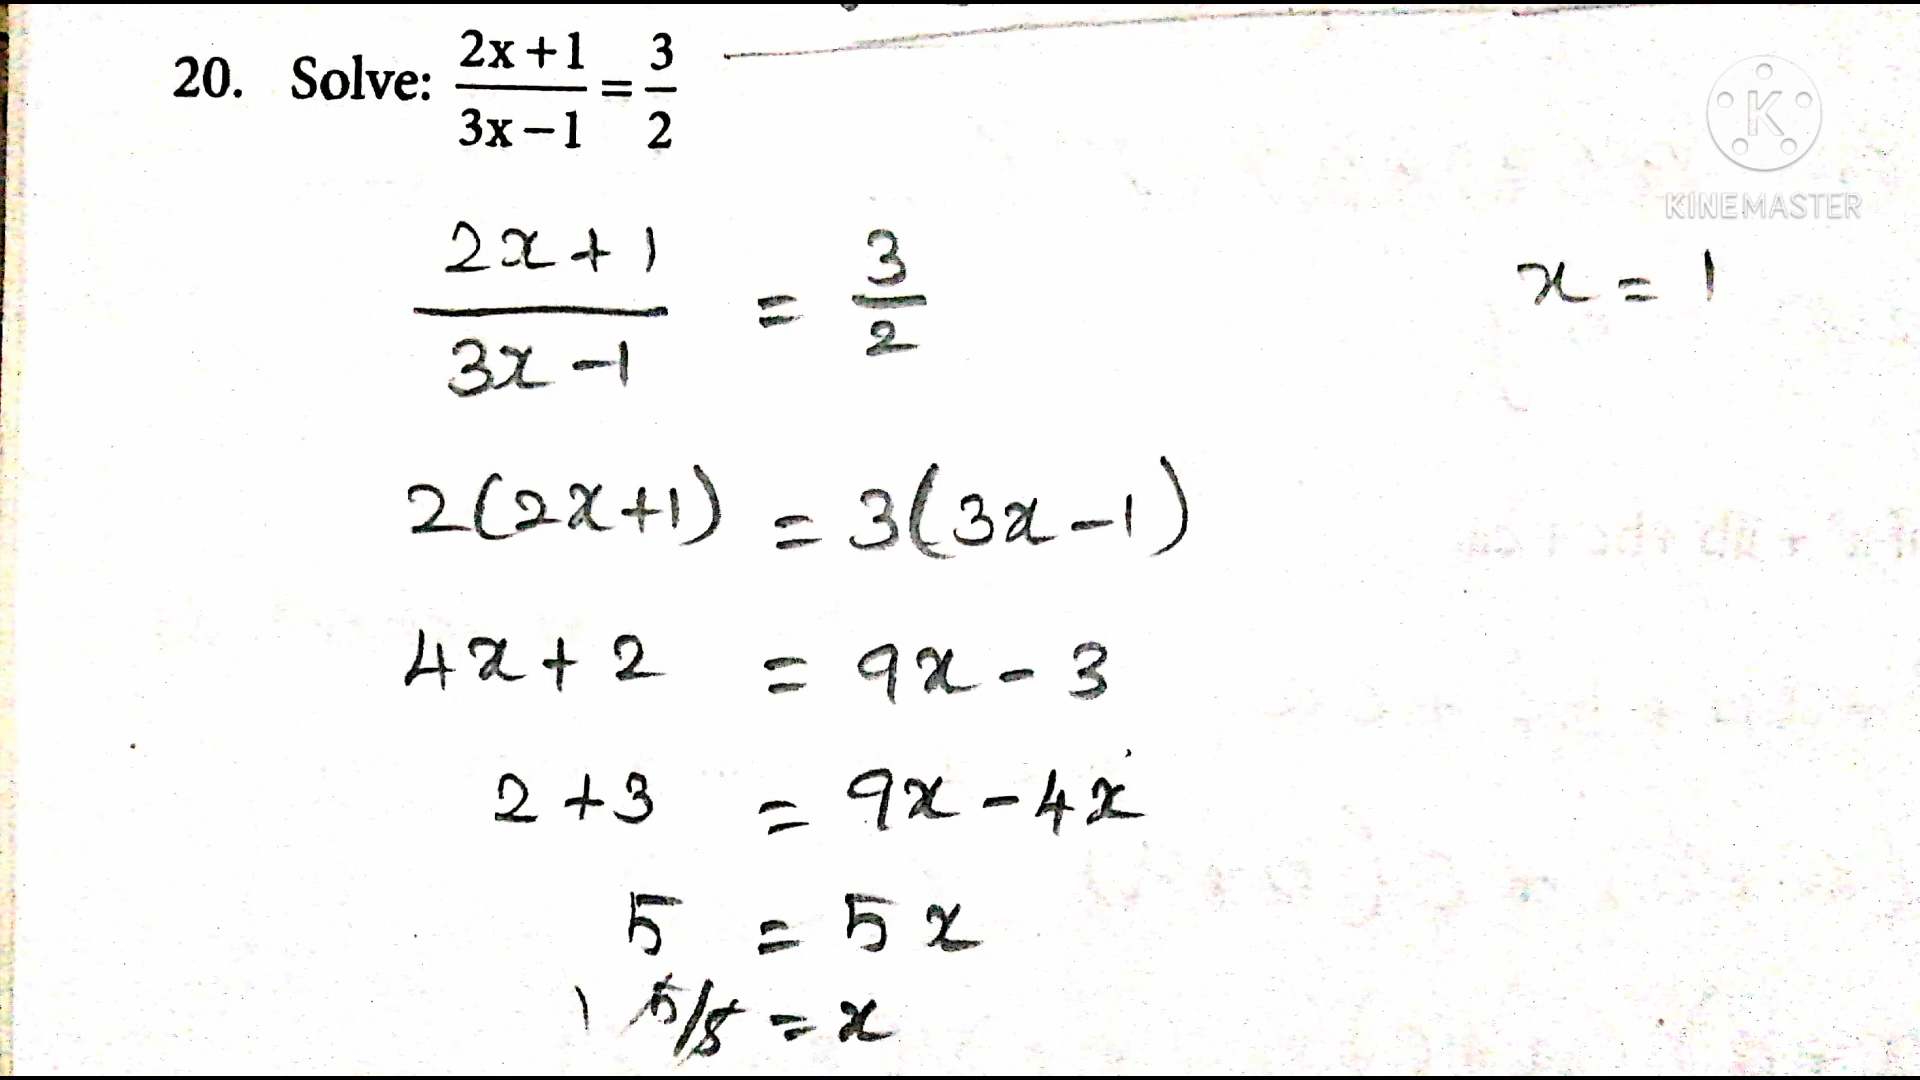 20. Solve: (2x+1)/(3x-1) = 3/2
K
KINEMASTER
(2x+1)/(3x-1) = 3/2
x = 1
2(2x+1) = 3(3x-1)
4x+2 = 9x-3
2+3 = 9x-4x
5 = 5x
1 5/5 = x